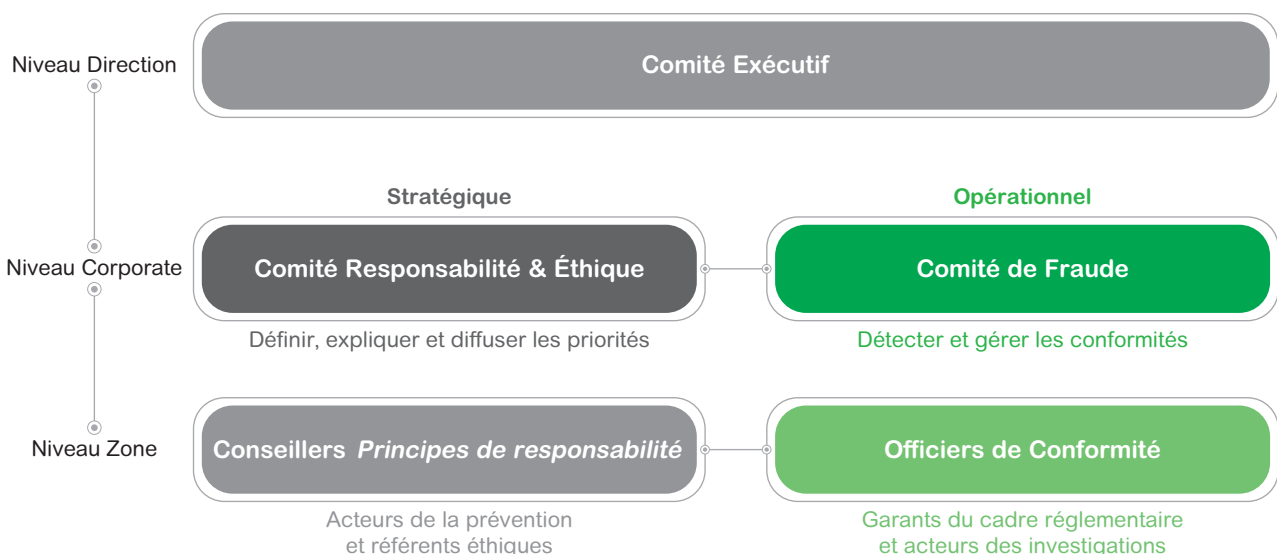 Niveau Direction
Comité Exécutif
Stratégique
Opérationnel
Niveau Corporate
Comité Responsabilité & Éthique
Comité de Fraude
Définir, expliquer et diffuser les priorités
Détecter et gérer les conformités
Niveau Zone
Conseillers Principes de responsabilité
Officiers de Conformité
Acteurs de la prévention
et référents éthiques
Garants du cadre réglementaire
et acteurs des investigations